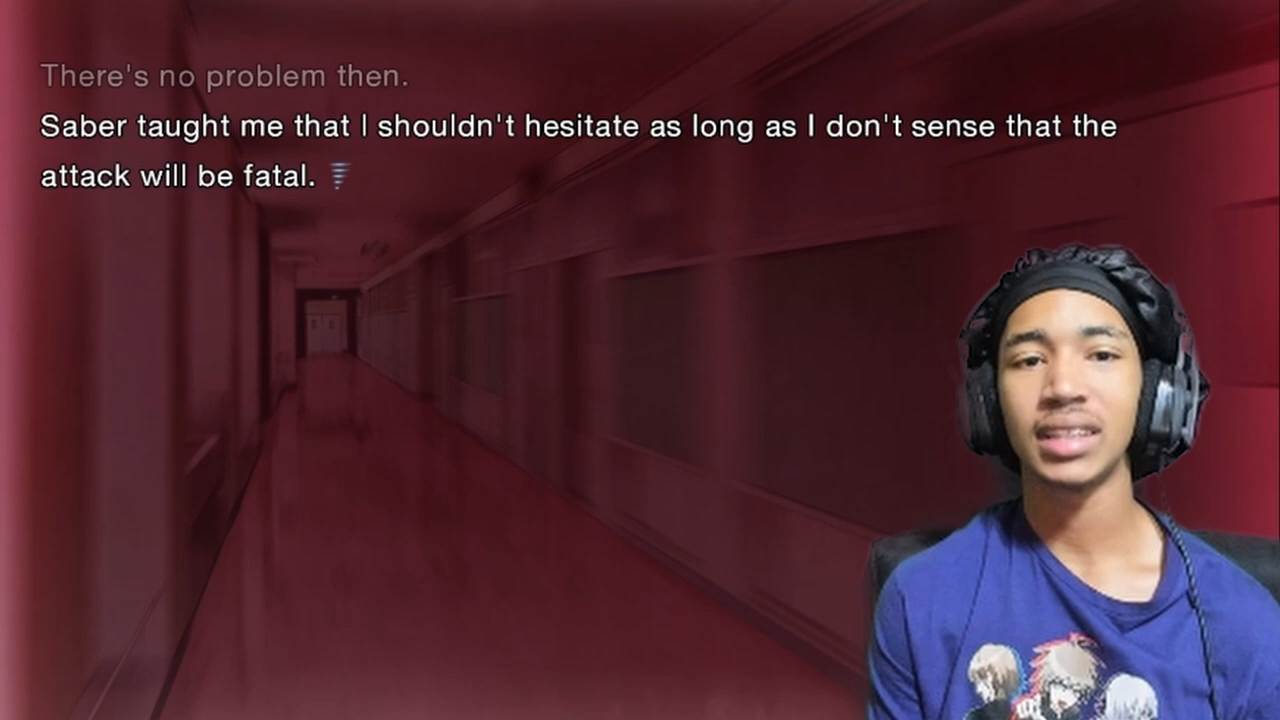 There's no problem then.
Saber taught me that I shouldn't hesitate as long as I don't sense that the
attack will be fatal.